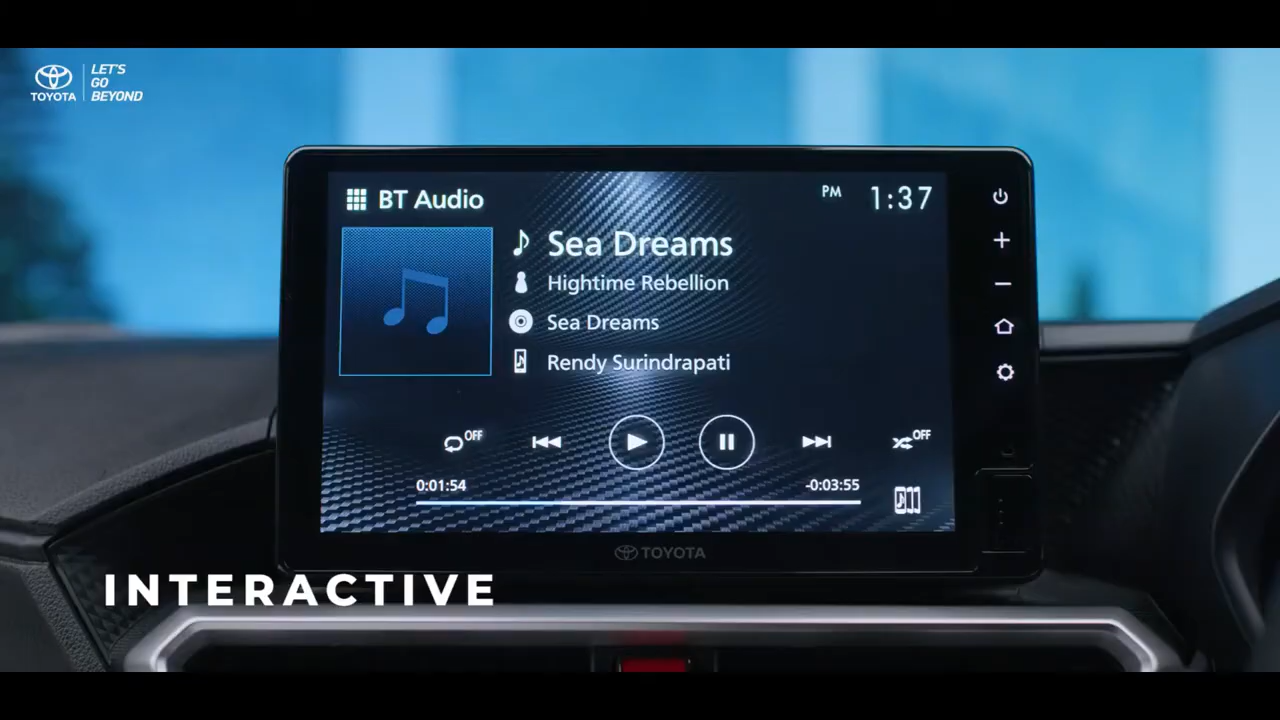 TOYOTA
LET'S
GO
BEYOND
BT Audio
PM 1:37
Sea Dreams
Hightime Rebellion
Sea Dreams
Rendy Surindrapati
OFF
OFF
0:01:54
-0:03:55
TOYOTA
INTERACTIVE